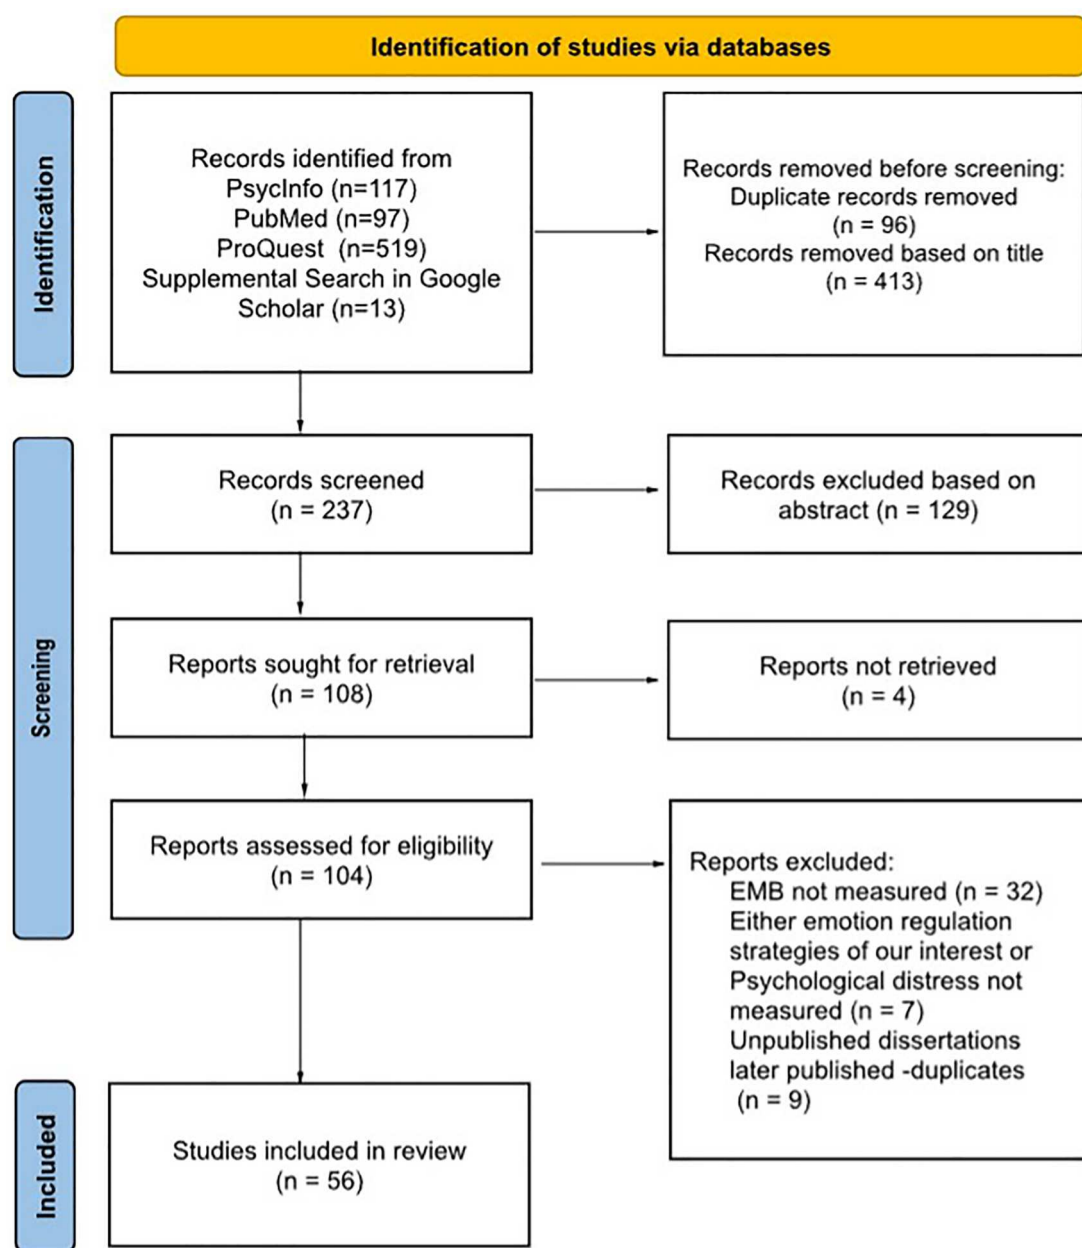 Identification of studies via databases
Identification
Records identified from
PsycInfo (n=117)
PubMed (n=97)
ProQuest (n=519)
Supplemental Search in Google
Scholar (n=13)
Records removed before screening:
Duplicate records removed
(n = 96)
Records removed based on title
(n = 413)
Screening
Records screened
(n = 237)
Records excluded based on
abstract (n = 129)
Reports sought for retrieval
(n = 108)
Reports not retrieved
(n = 4)
Reports assessed for eligibility
(n = 104)
Reports excluded:
EMB not measured (n = 32)
Either emotion regulation
strategies of our interest or
Psychological distress not
measured (n = 7)
Unpublished dissertations
later published -duplicates
(n = 9)
Included
Studies included in review
(n = 56)